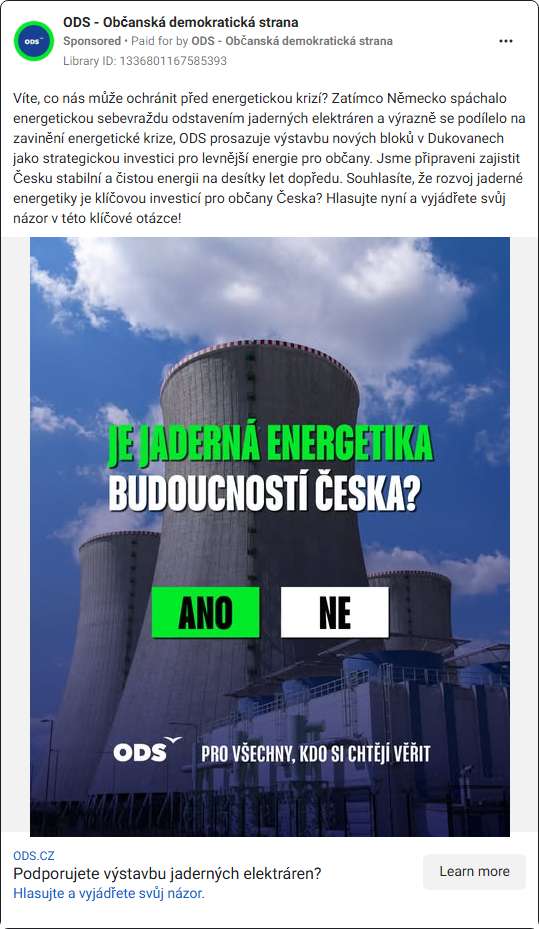 ODS - Občanská demokratická strana
Sponsored • Paid for by ODS - Občanská demokratická strana
Library ID: 1336801167585393
Víte, co nás může ochránit před energetickou krizí? Zatímco Německo spáchalo
energetickou sebevraždu odstavením jaderných elektráren a výrazně se podílelo na
zavinění energetické krize, ODS prosazuje výstavbu nových bloků v Dukovanech
jako strategickou investici pro levnější energie pro občany. Jsme připraveni zajistit
Česku stabilní a čistou energii na desítky let dopředu. Souhlasíte, že rozvoj jaderné
energetiky je klíčovou investicí pro občany Česka? Hlasujte nyní a vyjádřete svůj
názor v této klíčové otázce!
JE JADERNÁ ENERGETIKA
BUDOUCNOSTÍ ČESKA?
ANO NE
ODS PRO VŠECHNY, KDO SI CHTĚJÍ VĚŘIT
ODS.CZ
Podporujete výstavbu jaderných elektráren?
Learn more
Hlasujte a vyjádřete svůj názor.